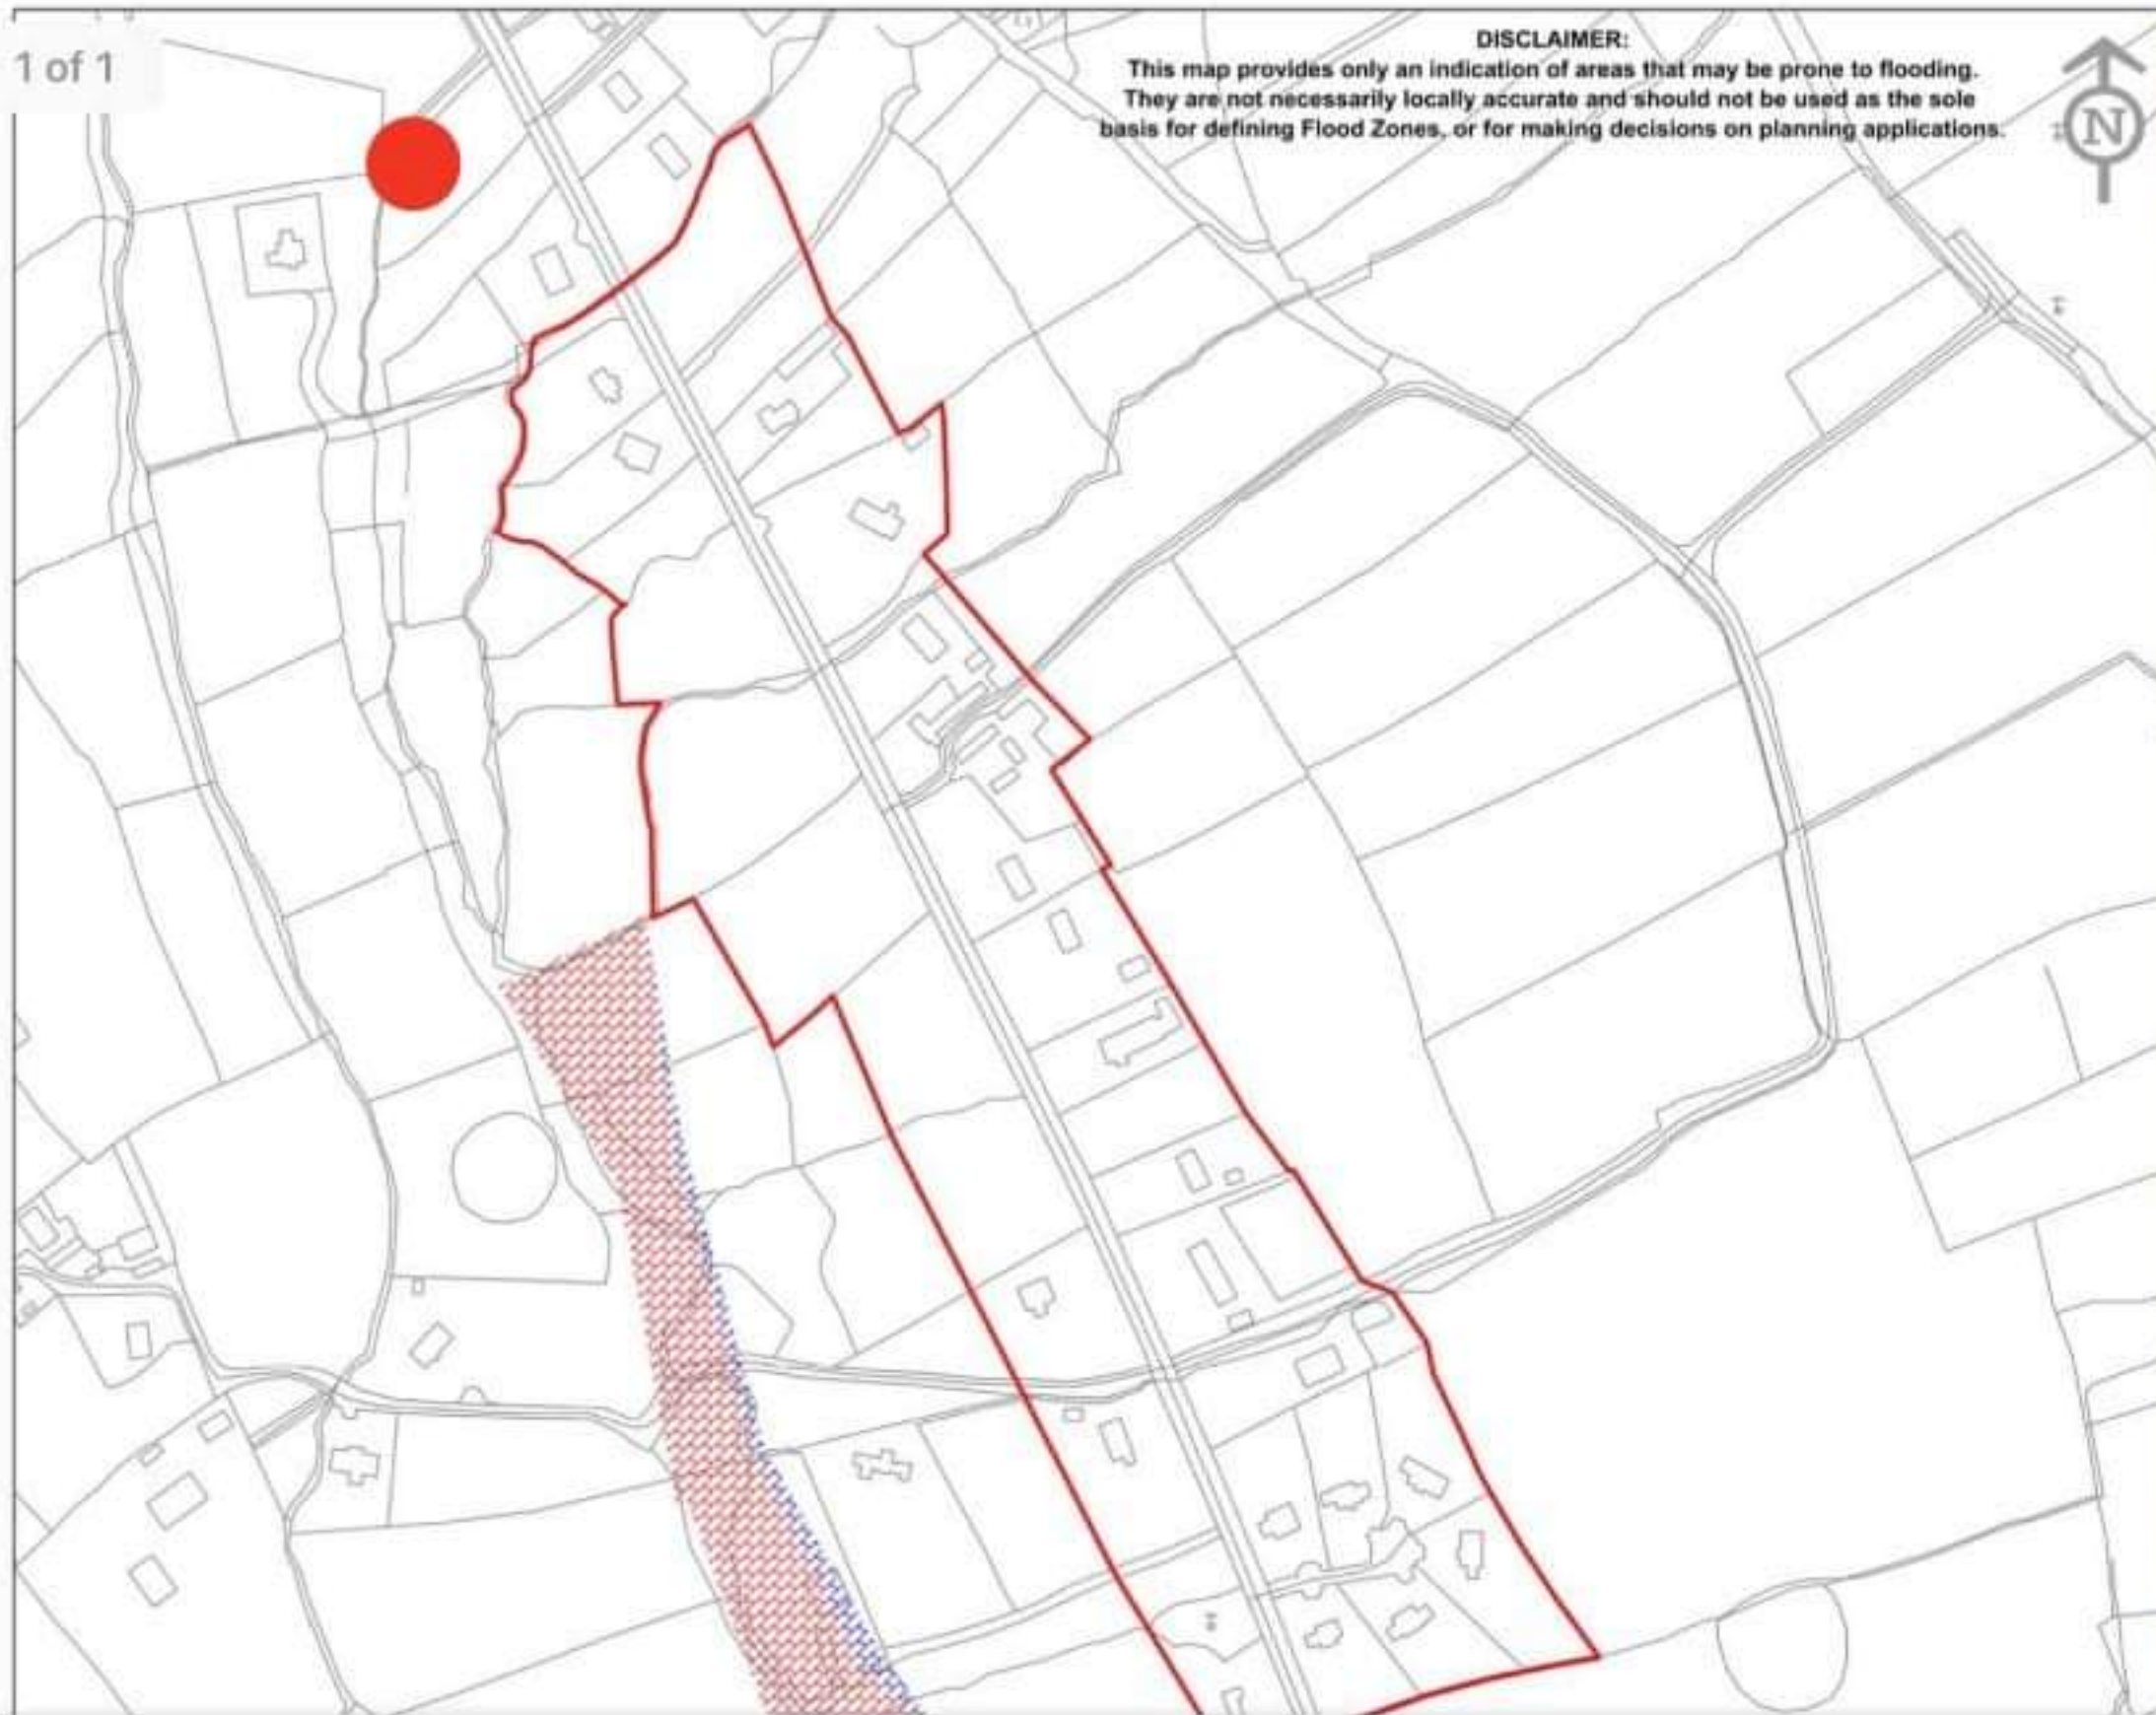 1 of 1
DISCLAIMER:
This map provides only an indication of areas that may be prone to flooding.
They are not necessarily locally accurate and should not be used as the sole
basis for defining Flood Zones, or for making decisions on planning applications.
N